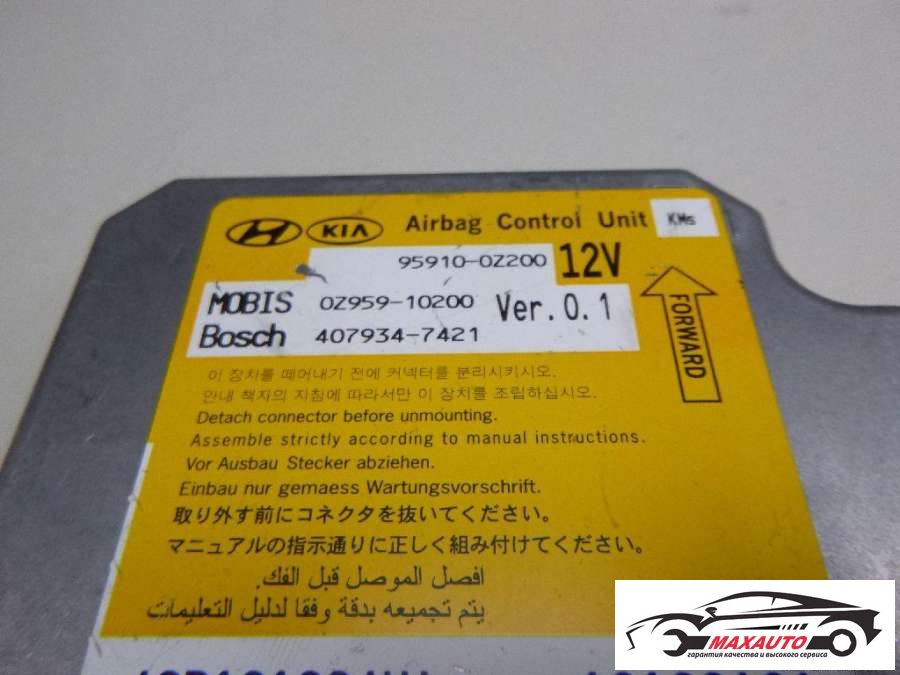 KIA Airbag Control Unit KMs
95910-0Z200 12V
MOBIS 0Z959-10200 Ver.0.1
Bosch 407934-7421
FORWARD
이 장치를 떼어내기 전에 커넥터를 분리시키시오.
안내 책자의 지침에 따라서만 이 장치를 조립하십시오.
Detach connector before unmounting.
Assemble strictly according to manual instructions.
Vor Ausbau Stecker abziehen.
Einbau nur gemaess Wartungsvorschrift.
取り外す前にコネクタを抜いてください。
マニュアルの指示通りに正しく組み付けてください。
افصل الموصل قبل الفك.
يتم تجميعه بدقة وفقا لدليل التعليمات
MAXAUTO
гарантия качества и высокого сервиса